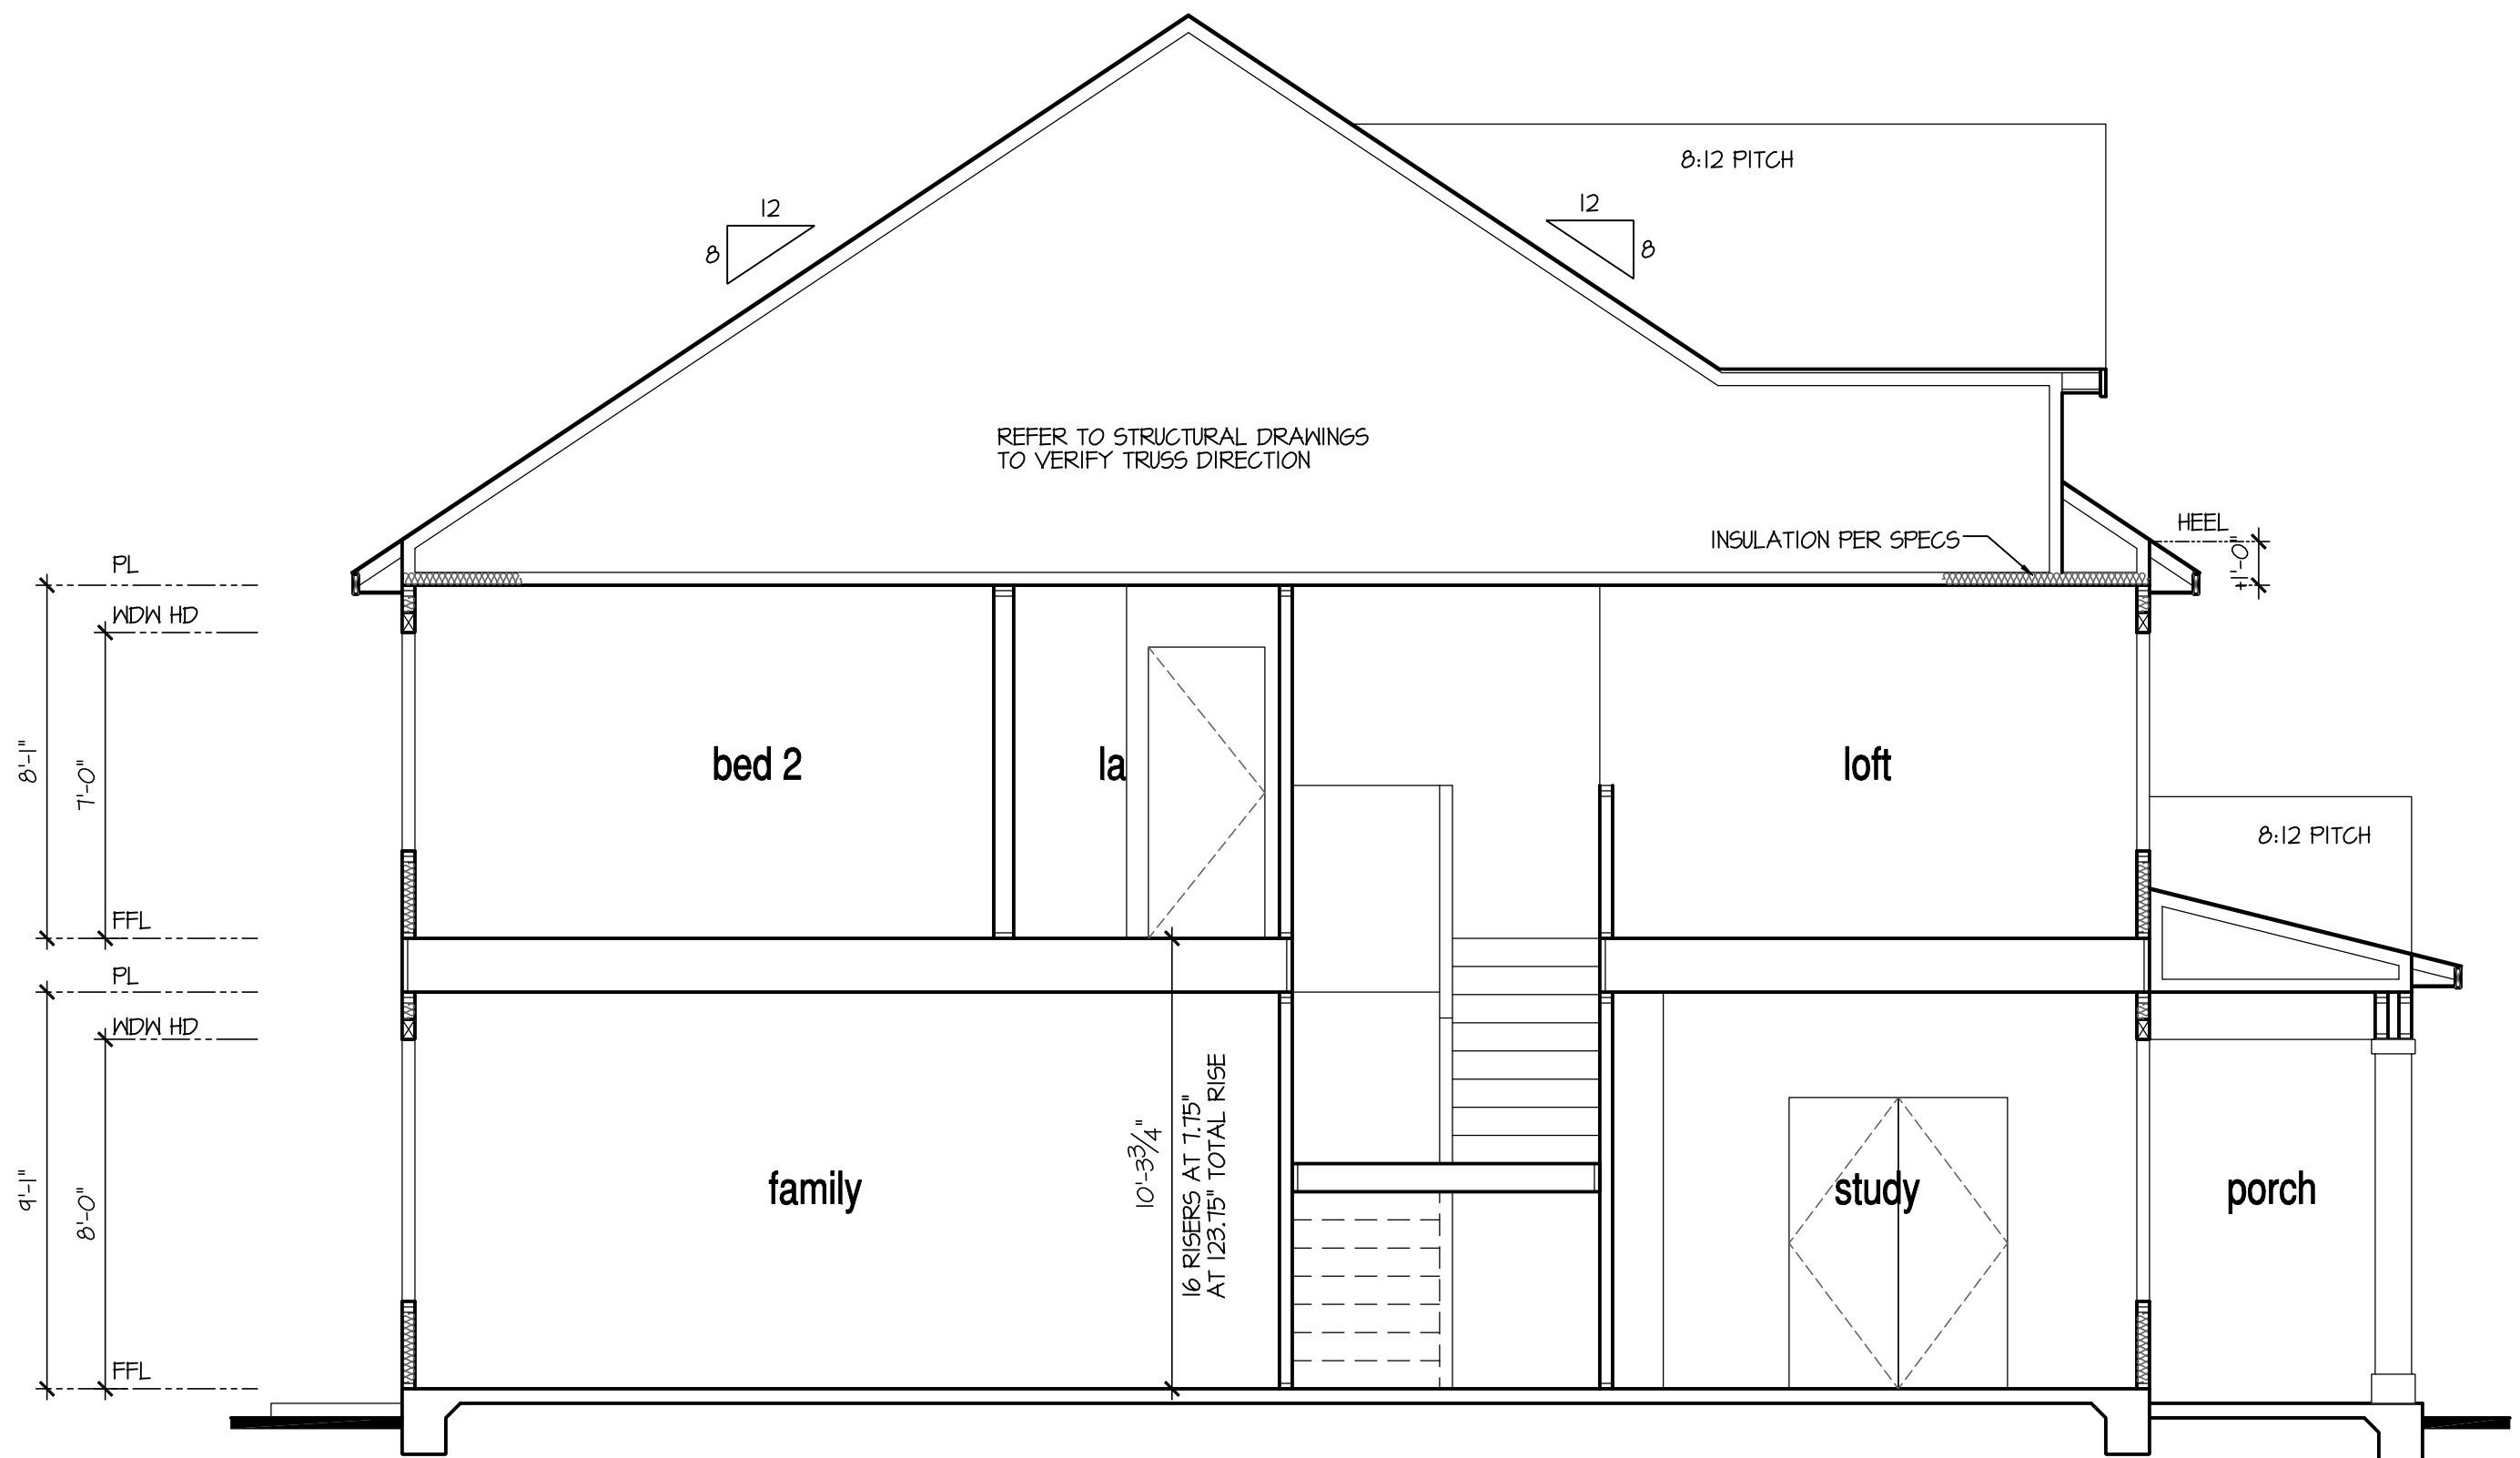 8:12 PITCH
12
8
12
8
REFER TO STRUCTURAL DRAWINGS
TO VERIFY TRUSS DIRECTION
INSULATION PER SPECS
HEEL
±1'-0"
PL
WDW HD
8'-1"
7'-0"
bed 2
la
loft
8:12 PITCH
FFL
PL
WDW HD
9'-1"
8'-0"
family
10'-3¾"
16 RISERS AT 7.75"
AT 123.75" TOTAL RISE
study
porch
FFL